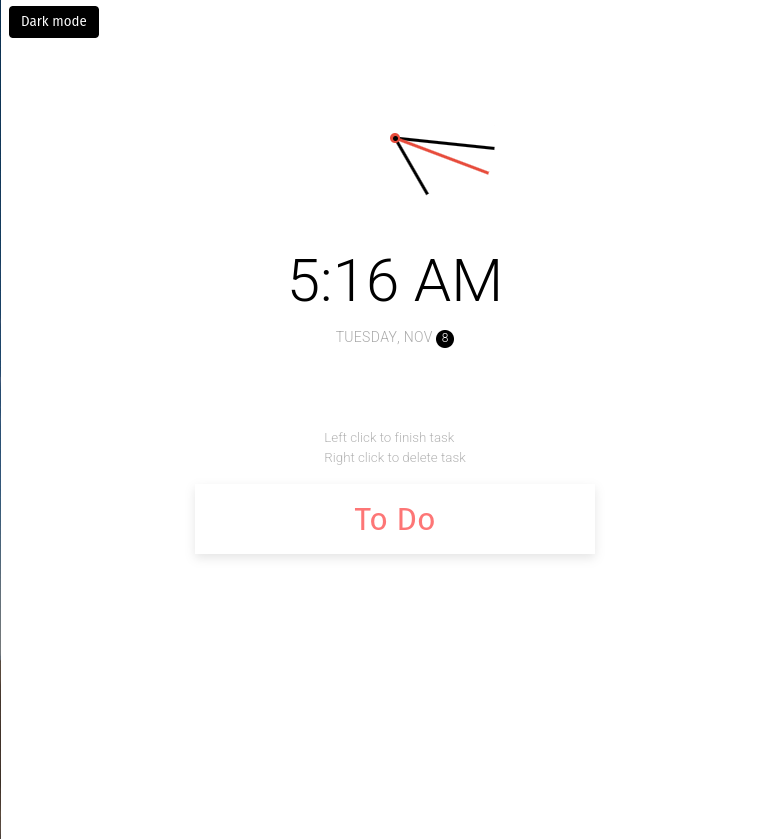 Dark mode
5:16 AM
TUESDAY, NOV 8
Left click to finish task
Right click to delete task
To Do